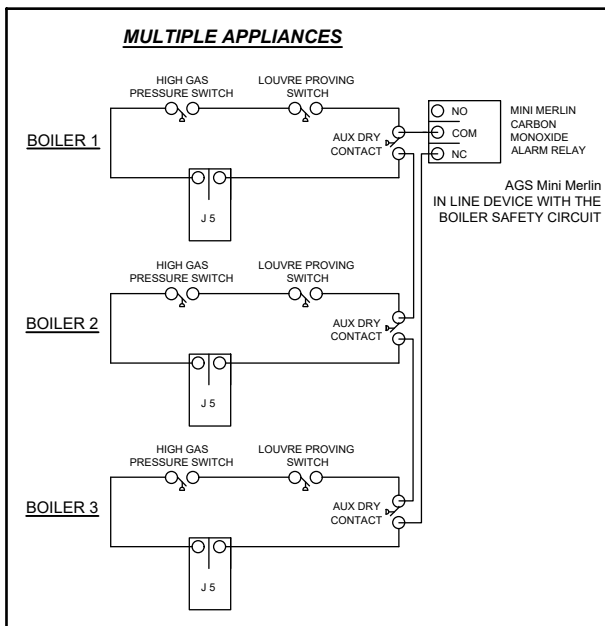 MULTIPLE APPLIANCES
HIGH GAS
PRESSURE SWITCH
LOUVRE PROVING
SWITCH
BOILER 1
AUX DRY
CONTACT
J 5
NO
COM
NC
MINI MERLIN
CARBON
MONOXIDE
ALARM RELAY
AGS Mini Merlin
IN LINE DEVICE WITH THE
BOILER SAFETY CIRCUIT
HIGH GAS
PRESSURE SWITCH
LOUVRE PROVING
SWITCH
BOILER 2
AUX DRY
CONTACT
J 5
HIGH GAS
PRESSURE SWITCH
LOUVRE PROVING
SWITCH
BOILER 3
AUX DRY
CONTACT
J 5